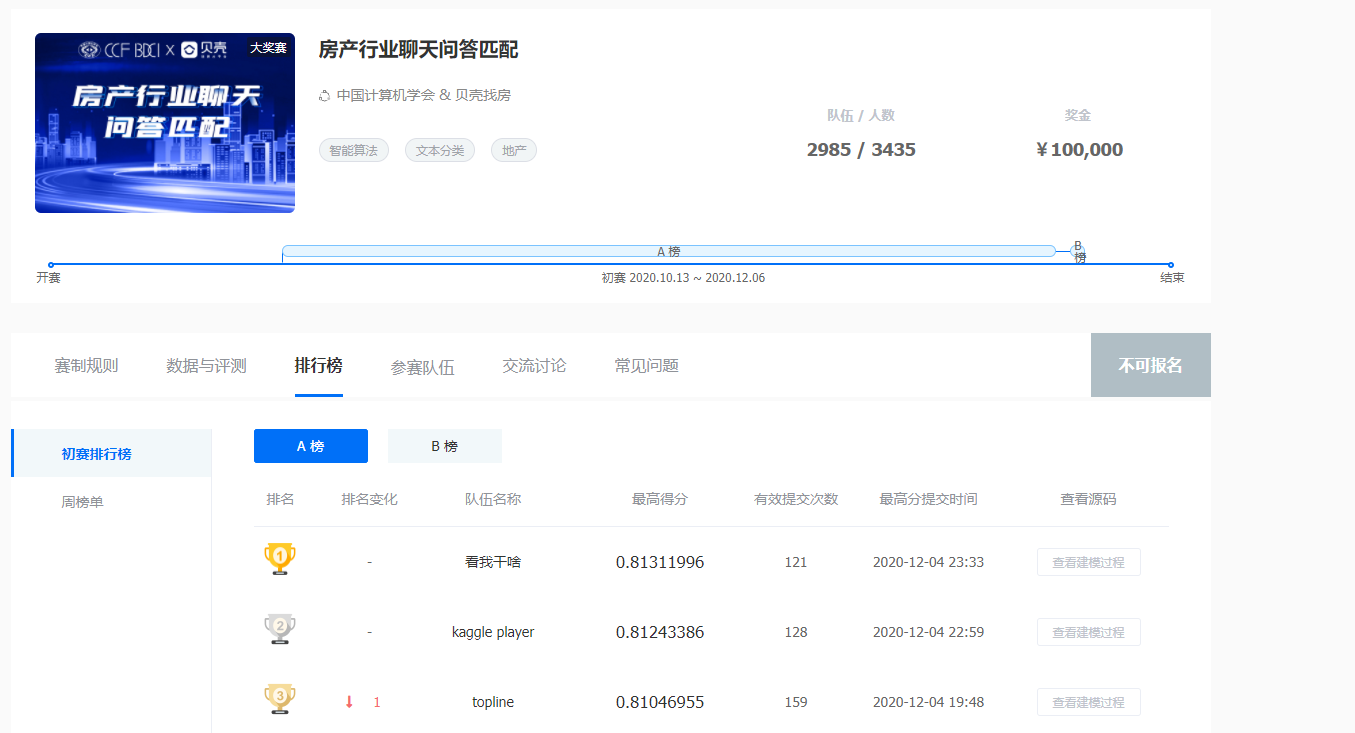 CCF BDCI X 贝壳 大奖赛
房产行业聊天
问答匹配
房产行业聊天问答匹配
中国计算机学会 & 贝壳找房
智能算法 文本分类 地产
队伍 / 人数 奖金
2985 / 3435 ¥100,000
A 榜 B榜
开赛 初赛 2020.10.13 ~ 2020.12.06 结束
赛制规则 数据与评测 排行榜 参赛队伍 交流讨论 常见问题 不可报名
初赛排行榜
周榜单
A 榜 B 榜
排名 排名变化 队伍名称 最高得分 有效提交次数 最高分提交时间 查看源码
1 - 看我干啥 0.81311996 121 2020-12-04 23:33 查看建模过程
2 - kaggle player 0.81243386 128 2020-12-04 22:59 查看建模过程
3 ↓ 1 topline 0.81046955 159 2020-12-04 19:48 查看建模过程